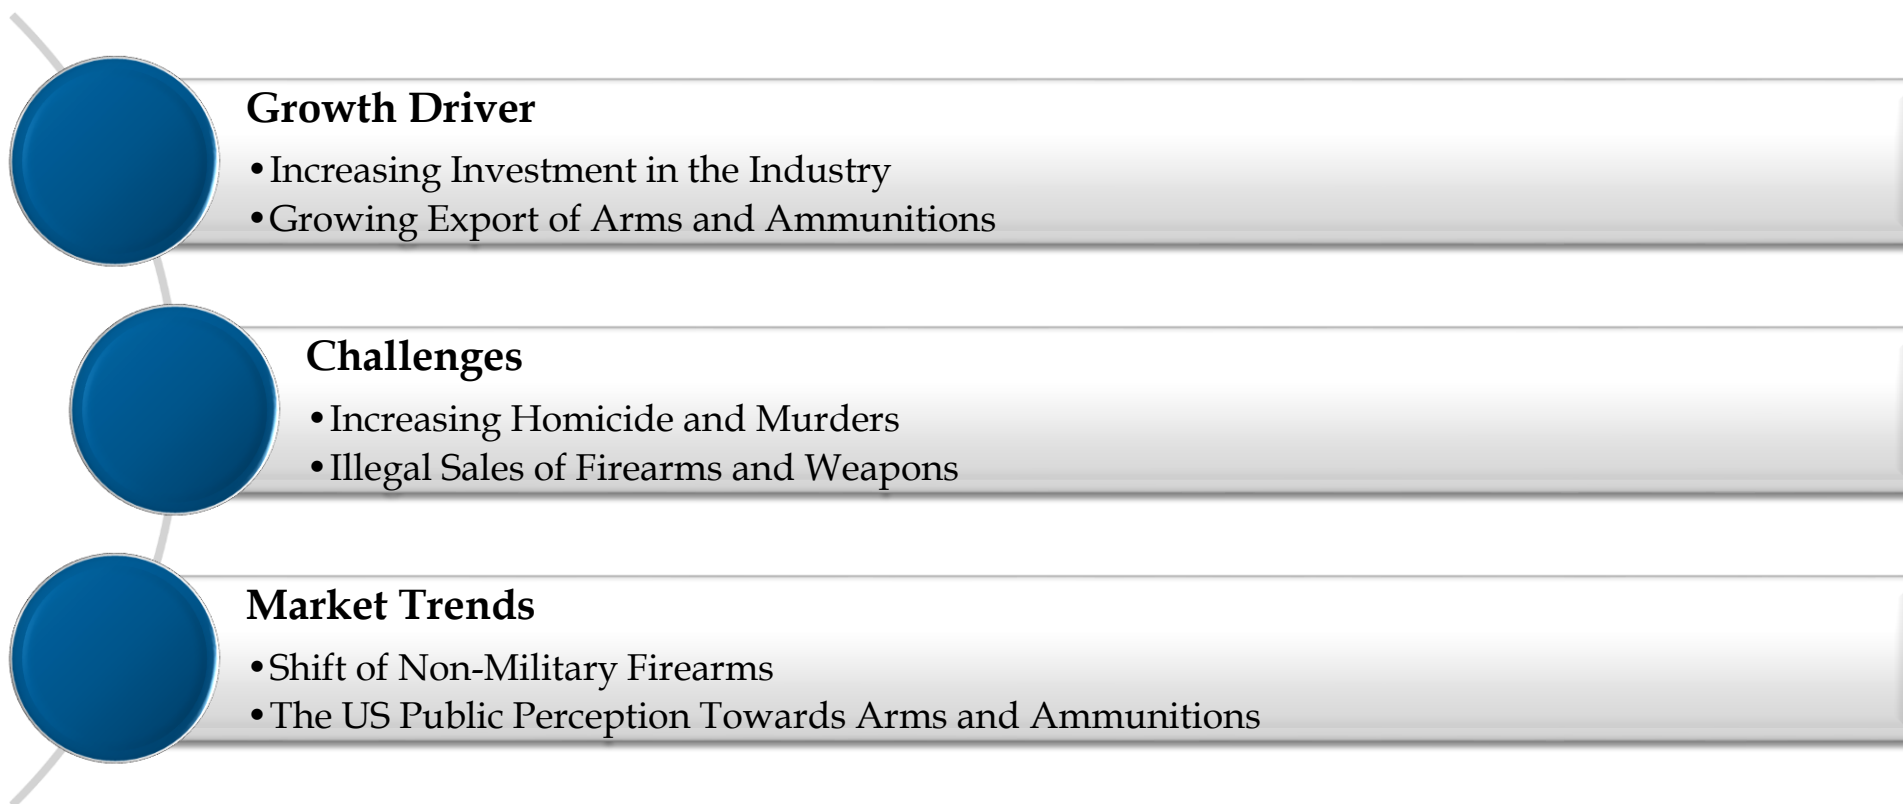 Growth Driver
•Increasing Investment in the Industry
•Growing Export of Arms and Ammunitions
Challenges
•Increasing Homicide and Murders
•Illegal Sales of Firearms and Weapons
Market Trends
•Shift of Non-Military Firearms
•The US Public Perception Towards Arms and Ammunitions